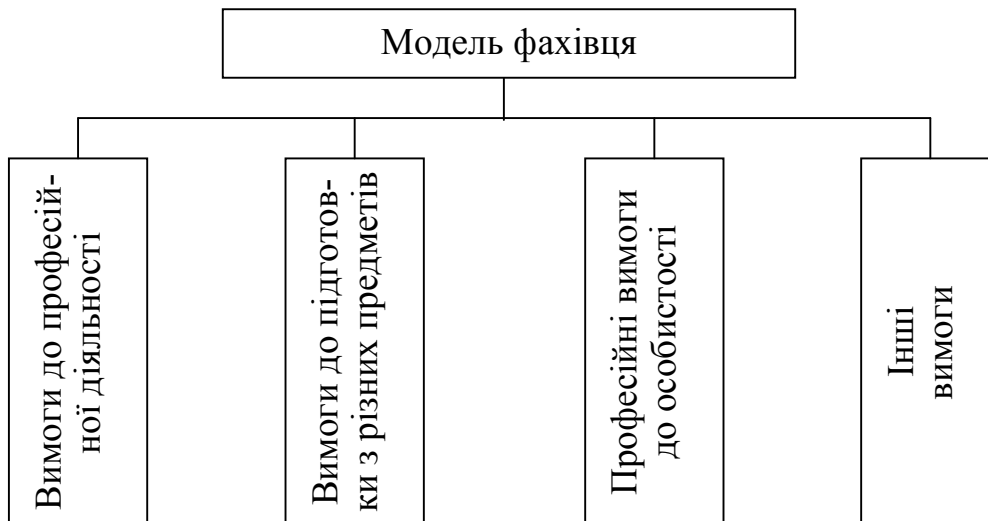 Модель фахівця
Вимоги до професій-
ної діяльності
Вимоги до підготов-
ки з різних предметів
Професійні вимоги
до особистості
Інші
вимоги